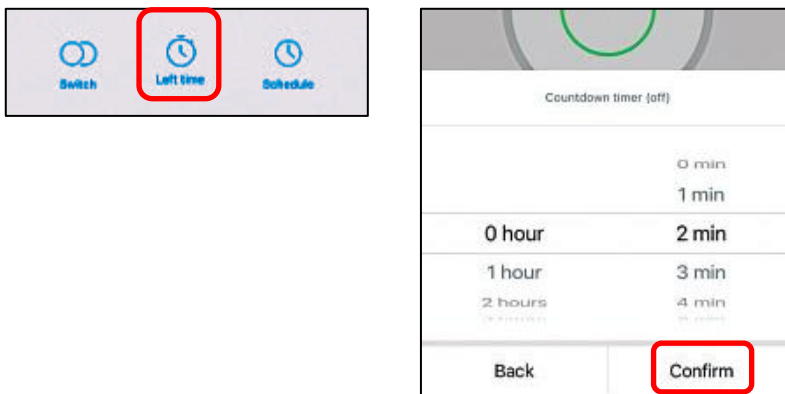 Switch
Left time
Schedule
Countdown timer (off)
0 min
1 min
0 hour
2 min
1 hour
3 min
2 hours
4 min
Back
Confirm